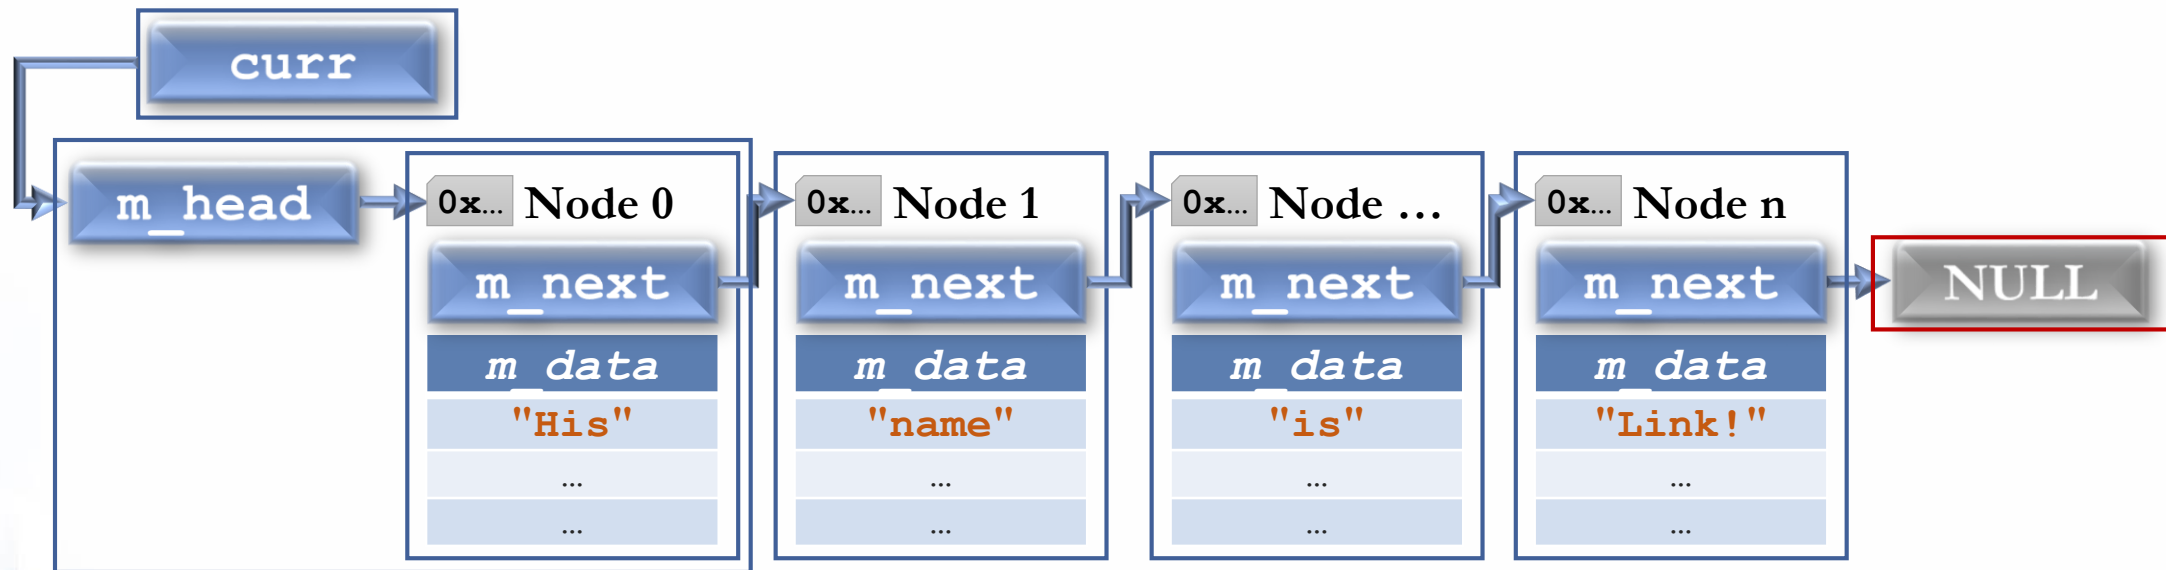 curr
m_head
0x... Node 0
0x... Node 1
0x... Node ...
0x... Node n
m_next
m_next
m_next
m_next
NULL
m_data
m_data
m_data
m_data
"His"
"name"
"is"
"Link!"
...
...
...
...
...
...
...
...